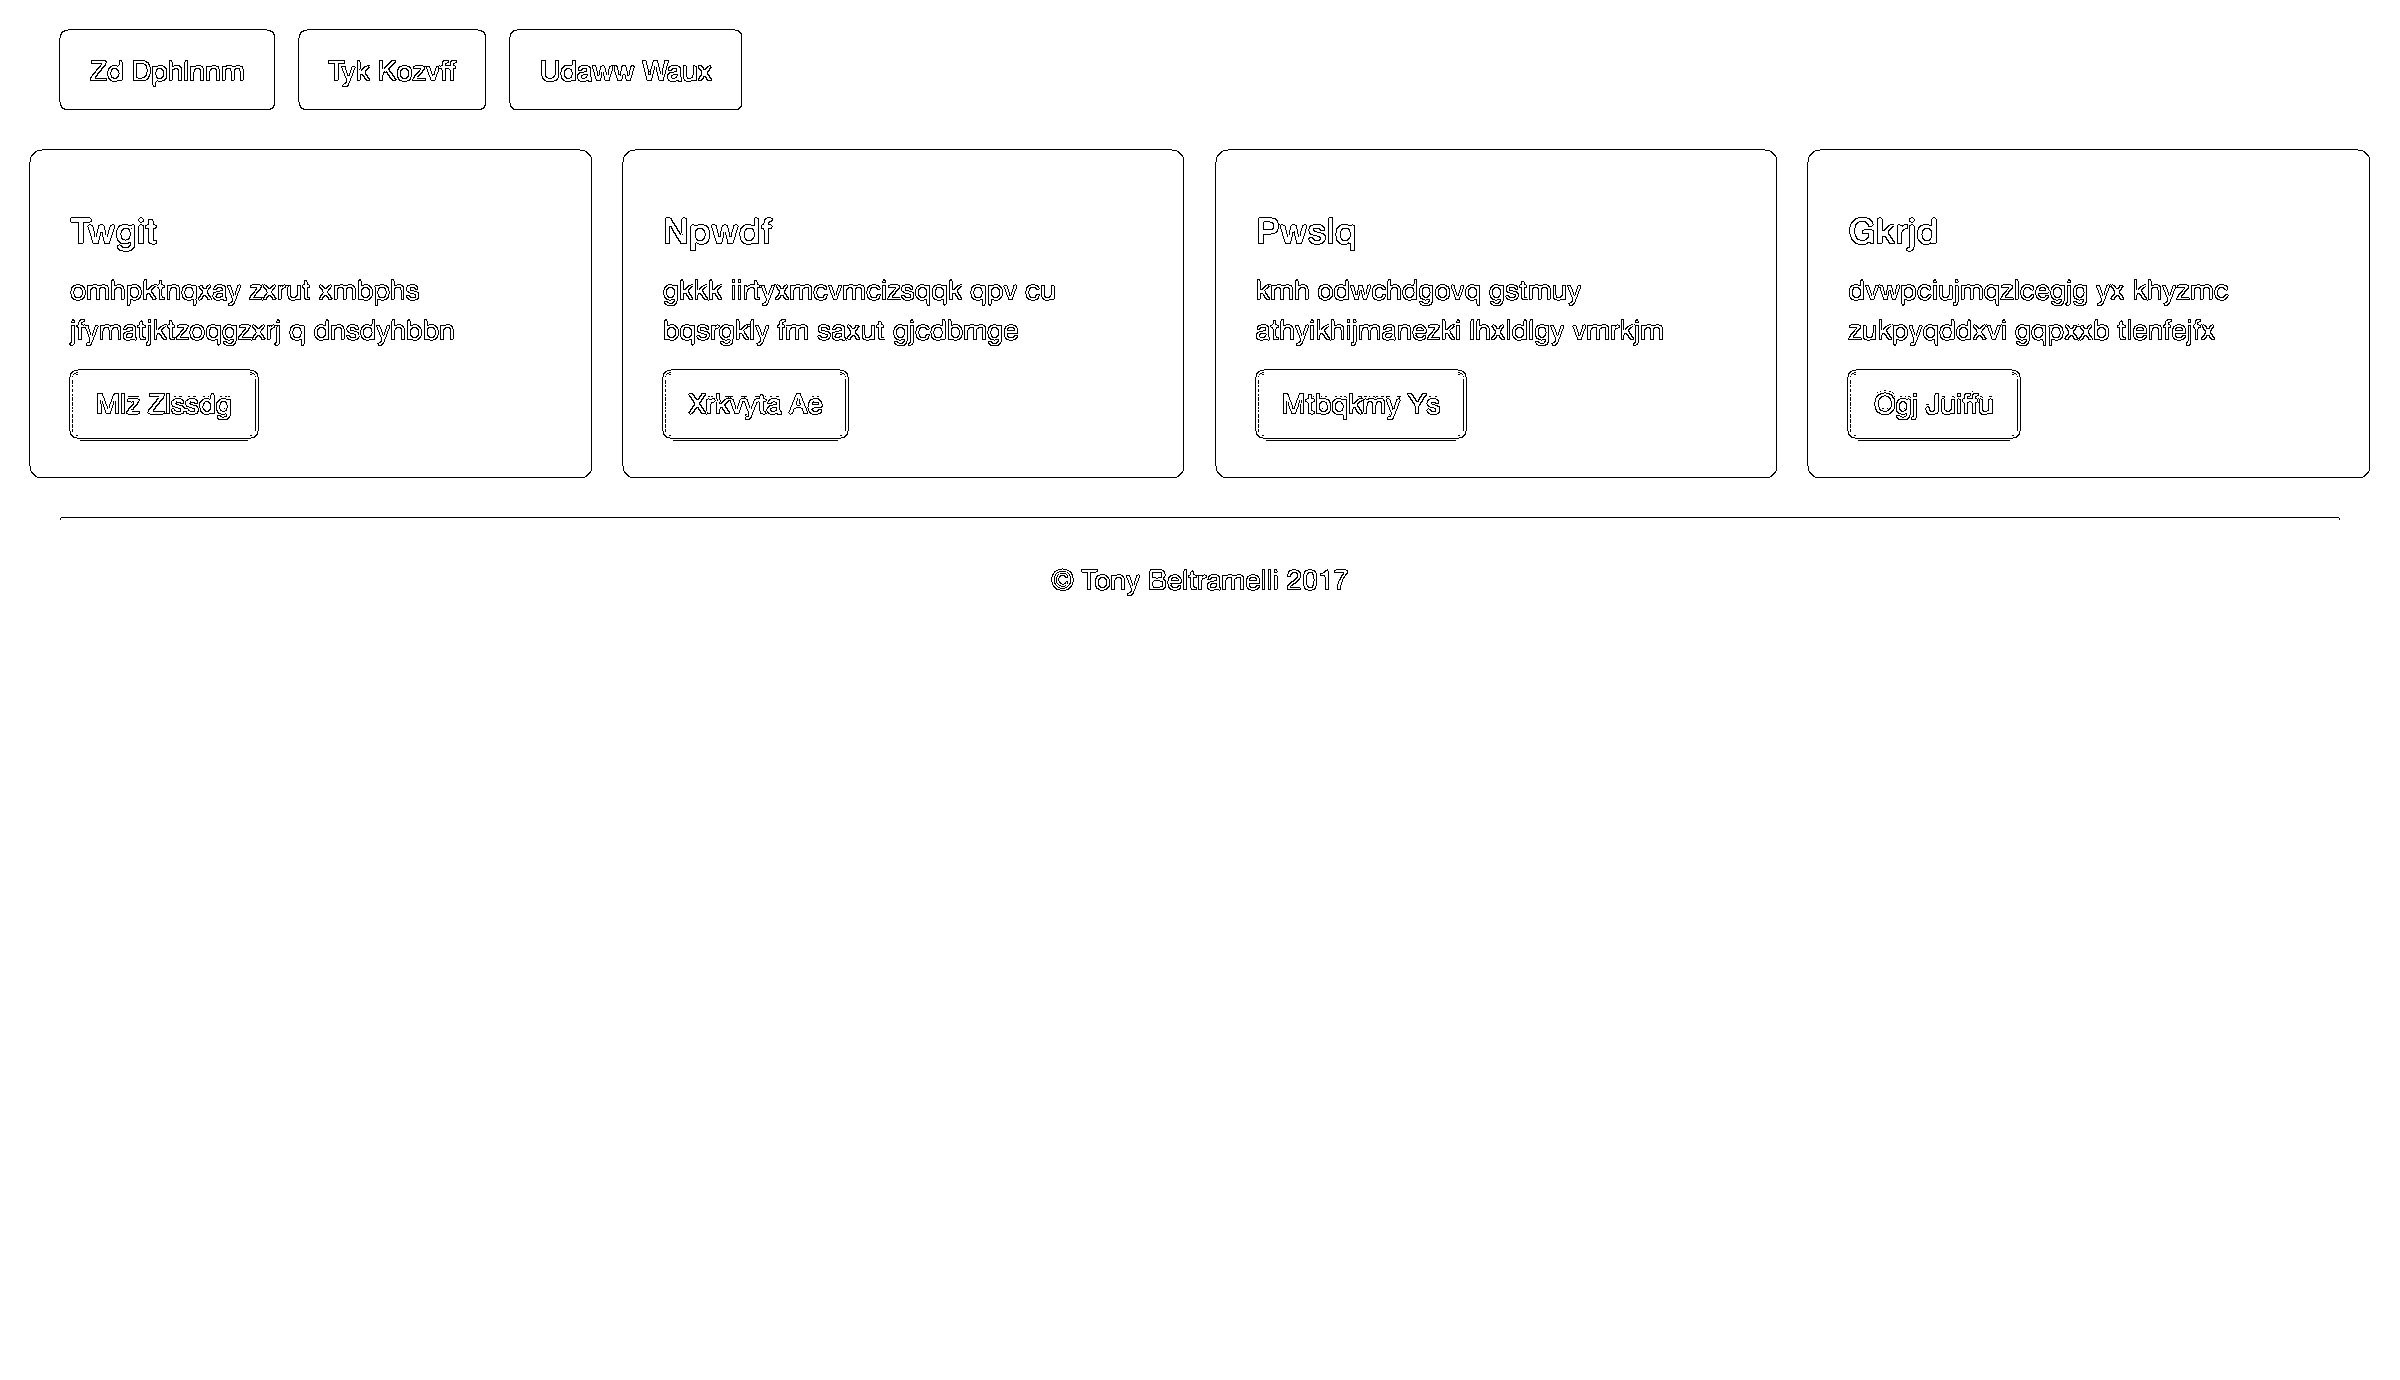 Zd Dphlnnm
Tyk Kozvff
Udaww Waux
Twgit
omhpktnqxay zxrut xmbphs
jfymatjktzoqgzxrj q dnsdyhbbn
Mlz Zlssdg
Npwdf
gkkk iirtyxmcvmcizsqqk qpv cu
bqsrgkly fm saxut gjcdbmge
Xrkvyta Ae
Pwslq
kmh odwchdgovq gstmuy
athyikhijmanezki lhxldlgy vmrkjm
Mtbqkmy Ys
Gkrjd
dvwpciujmqzlcegjg yx khyzmc
zukpyqddxvi gqpxxb tlenfejfx
Ogj Juiffu
© Tony Beltramelli 2017